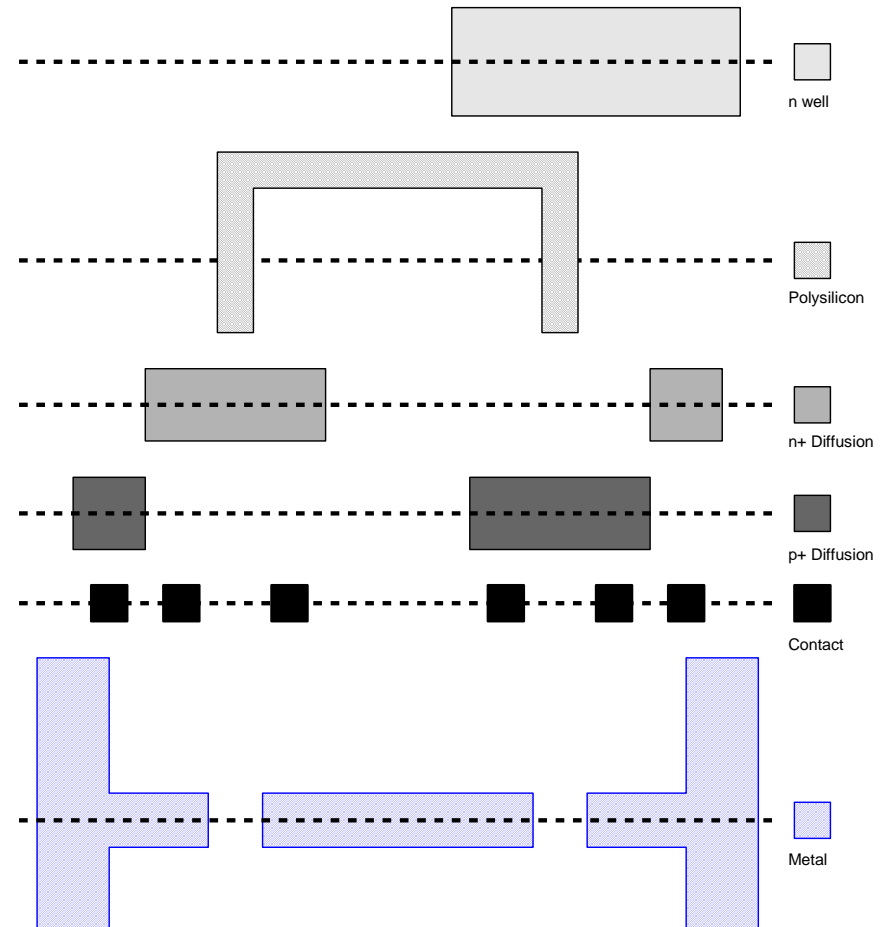 n well
Polysilicon
n+ Diffusion
p+ Diffusion
Contact
Metal